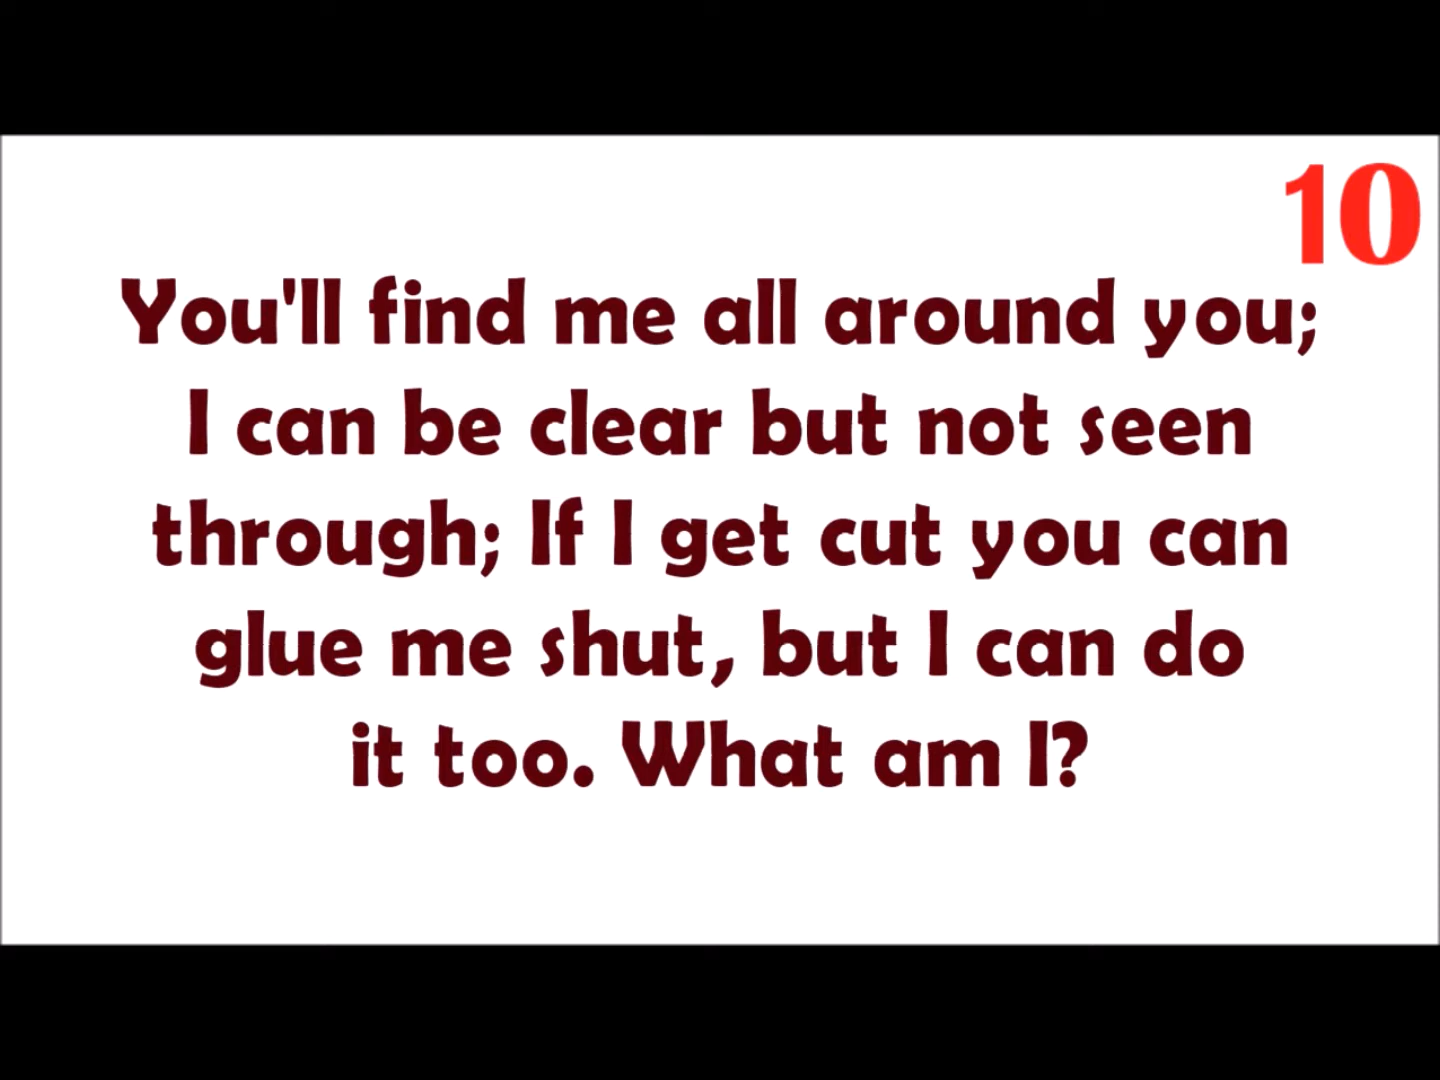 10
You'll find me all around you;
I can be clear but not seen
through; If I get cut you can
glue me shut, but I can do
it too. What am I?